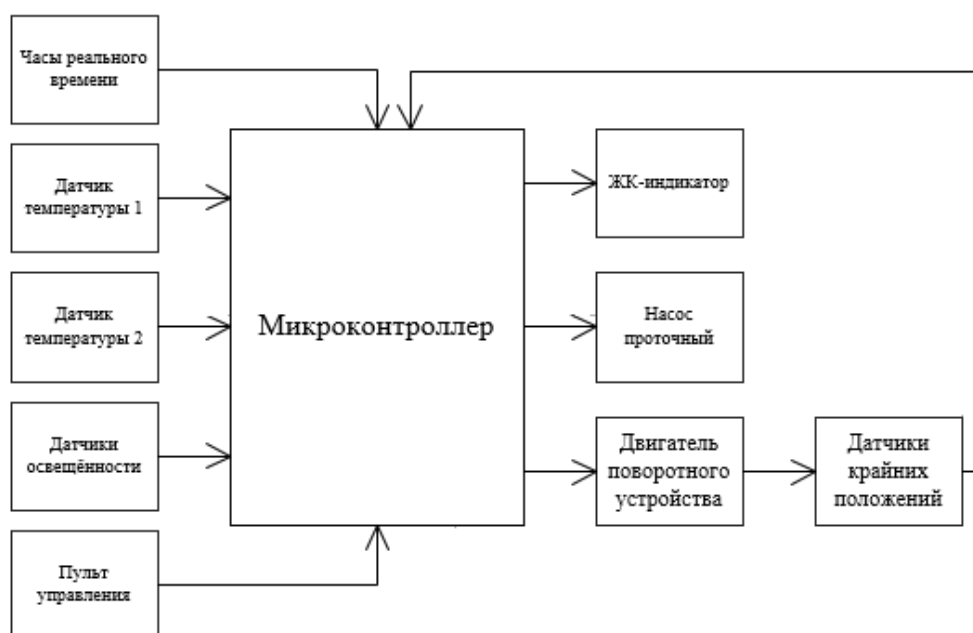 Часы реального
времени
Датчик
температуры 1
Датчик
температуры 2
Датчики
освещённости
Пульт
управления
Микроконтроллер
ЖК-индикатор
Насос
проточный
Двигатель
поворотного
устройства
Датчики
крайних
положений